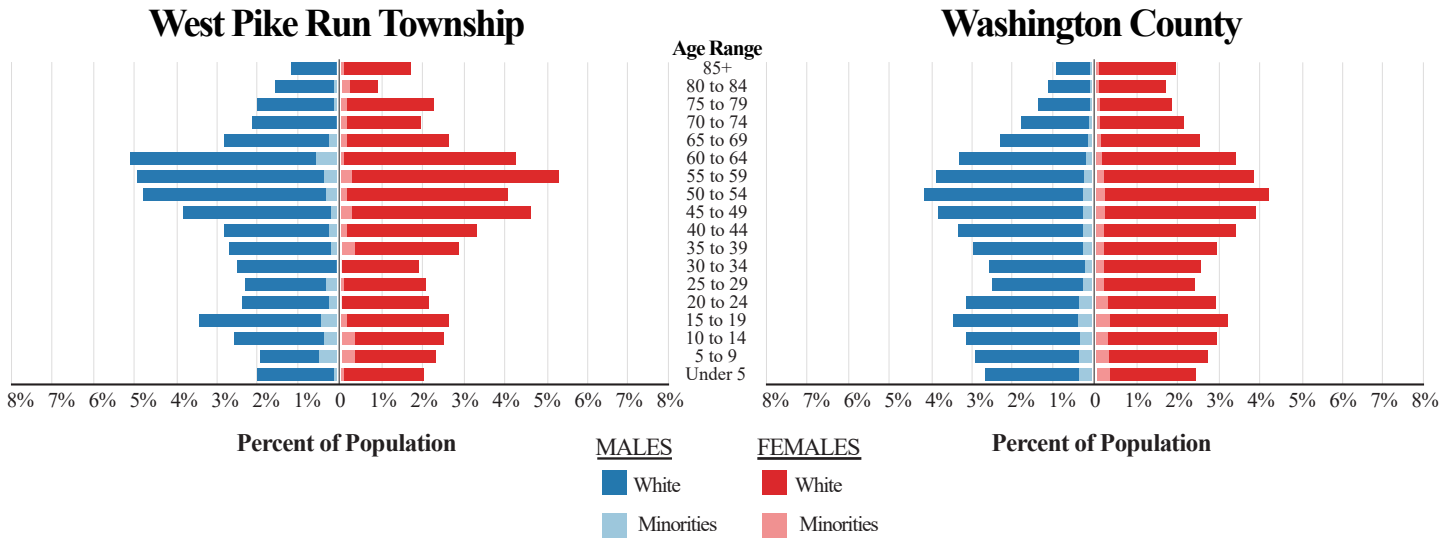 West Pike Run Township
Washington County
Age Range
85+
80 to 84
75 to 79
70 to 74
65 to 69
60 to 64
55 to 59
50 to 54
45 to 49
40 to 44
35 to 39
30 to 34
25 to 29
20 to 24
15 to 19
10 to 14
5 to 9
Under 5
8% 7% 6% 5% 4% 3% 2% 1% 0 1% 2% 3% 4% 5% 6% 7% 8%
8% 7% 6% 5% 4% 3% 2% 1% 0 1% 2% 3% 4% 5% 6% 7% 8%
Percent of Population
Percent of Population
MALES
FEMALES
White
White
Minorities
Minorities